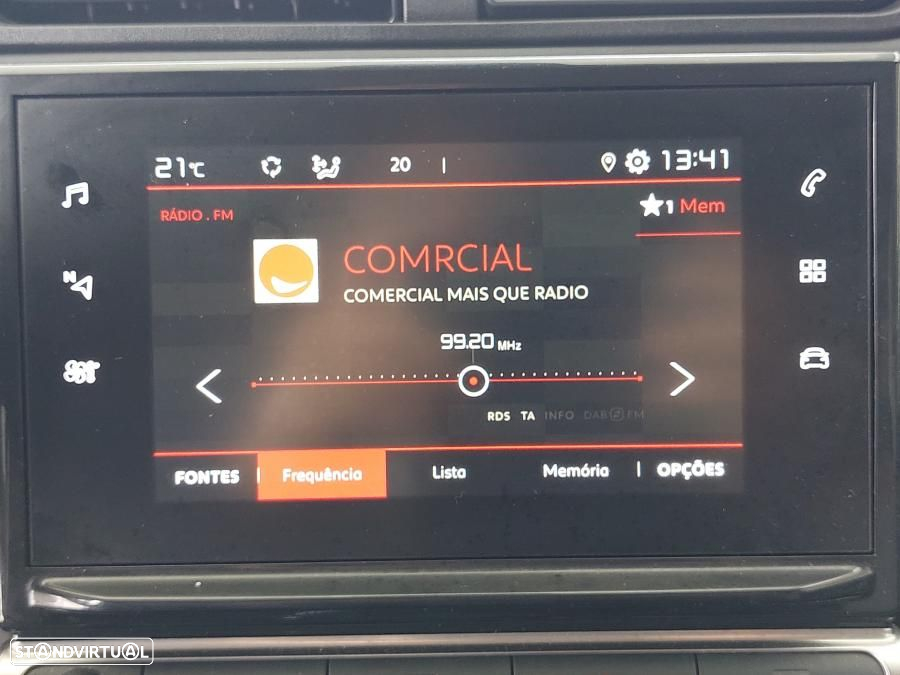 21°C 20 | 13:41
RÁDIO . FM
1 Mem
COMRCIAL
COMERCIAL MAIS QUE RADIO
99.20 MHz
RDS TA INFO DAB FM
N
FONTES | Frequência Lista Memória | OPÇÕES
STANDVIRTUAL